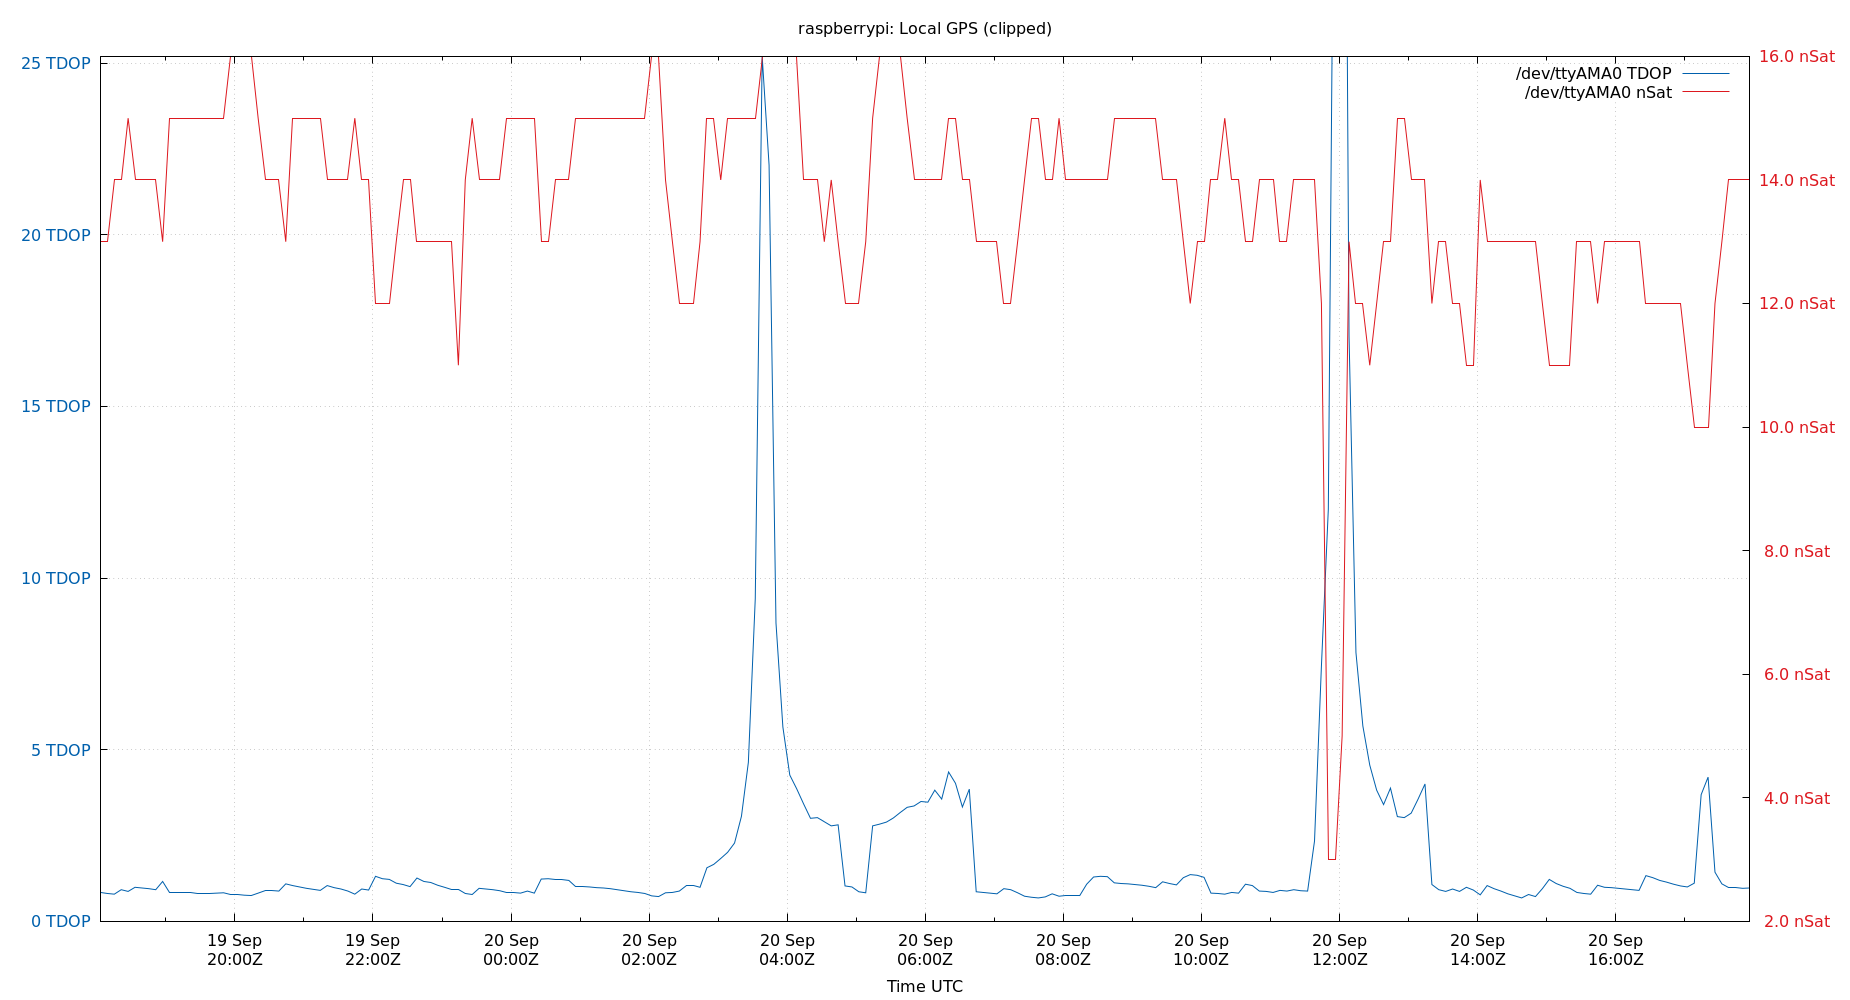 raspberrypi: Local GPS (clipped)
25 TDOP
20 TDOP
15 TDOP
10 TDOP
5 TDOP
0 TDOP
16.0 nSat
14.0 nSat
12.0 nSat
10.0 nSat
8.0 nSat
6.0 nSat
4.0 nSat
2.0 nSat
/dev/ttyAMA0 TDOP
/dev/ttyAMA0 nSat
19 Sep
20:00Z
19 Sep
22:00Z
20 Sep
00:00Z
20 Sep
02:00Z
20 Sep
04:00Z
20 Sep
06:00Z
20 Sep
08:00Z
20 Sep
10:00Z
20 Sep
12:00Z
20 Sep
14:00Z
20 Sep
16:00Z
Time UTC